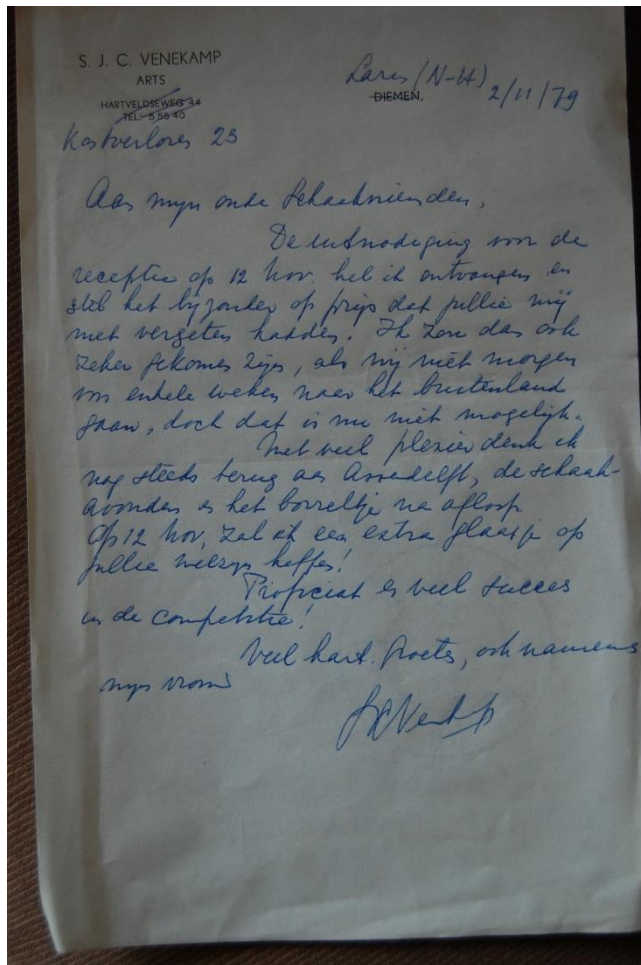 S. J. C. VENEKAMP
ARTS
HARTVELDSEWEG 44
TEL. 5 55 40
Kostverloren 23
Laren (N-H)
DIEMEN, 2/11/79
Aan mijn oude Schaakvrienden,
De uitnodiging voor de
receptie op 12 Nov. heb ik ontvangen en
stel het bijzonder op prijs dat jullie mij
niet vergeten hadden. Ik zou dan ook
zeker gekomen zijn, als wij niet morgen
voor enkele weken naar het buitenland
gaan, doch dat is nu niet mogelijk.
Met veel plezier denk ik
nog steeds terug aan Assendelft, de schaak-
avonden en het borreltje na afloop
Op 12 Nov. zal ik een extra glaasje op
jullie welzijn heffen!
Proficiat en veel succes
in de competitie!
Veel hart. groeten, ook namens
mijn vrouw